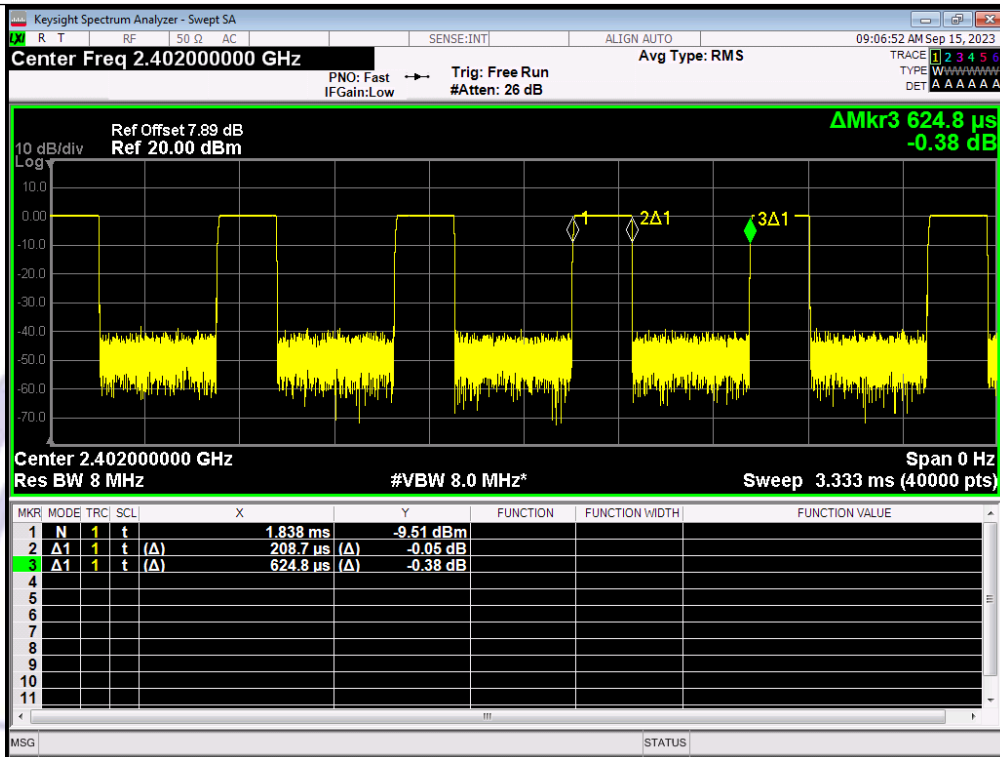 Keysight Spectrum Analyzer - Swept SA
LXI R T RF 50 Ω AC SENSE:INT ALIGN AUTO 09:06:52 AM Sep 15, 2023
Center Freq 2.402000000 GHz Avg Type: RMS TRACE 1 2 3 4 5 6
PNO: Fast Trig: Free Run TYPE WWWWWW
IFGain:Low #Atten: 26 dB DET A A A A A A
ΔMkr3 624.8 µs
-0.38 dB
Ref Offset 7.89 dB
10 dB/div Ref 20.00 dBm
Log
10.0
0.00
1 2Δ1 3Δ1
-10.0
-20.0
-30.0
-40.0
-50.0
-60.0
-70.0
Center 2.402000000 GHz Span 0 Hz
Res BW 8 MHz #VBW 8.0 MHz* Sweep 3.333 ms (40000 pts)
MKR MODE TRC SCL X Y FUNCTION FUNCTION WIDTH FUNCTION VALUE
1 N 1 t 1.838 ms -9.51 dBm
2 Δ1 1 t (Δ) 208.7 µs (Δ) -0.05 dB
3 Δ1 1 t (Δ) 624.8 µs (Δ) -0.38 dB
4
5
6
7
8
9
10
11
MSG STATUS